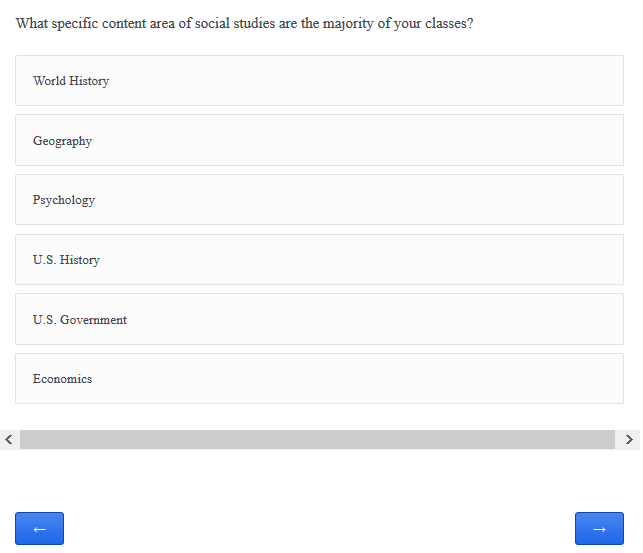 What specific content area of social studies are the majority of your classes?
World History
Geography
Psychology
U.S. History
U.S. Government
Economics
← →